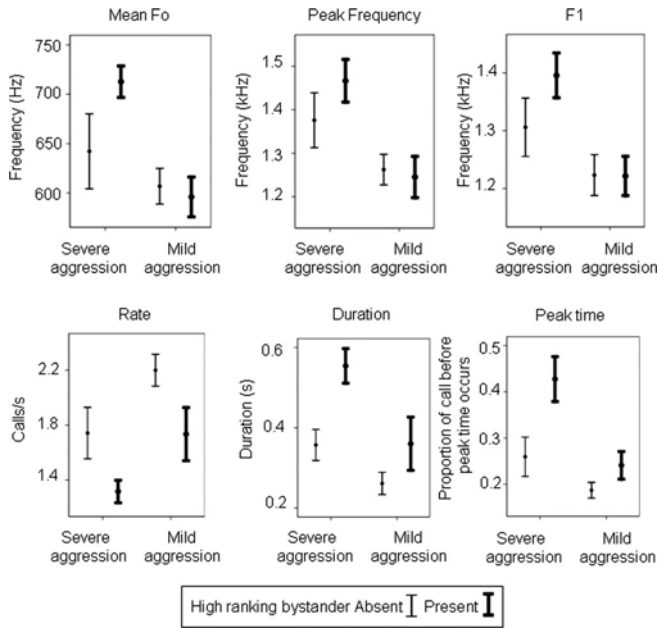 Mean Fo
Peak Frequency
F1
Frequency (Hz)
750
700
650
600
Severe aggression
Mild aggression
Frequency (kHz)
1.5
1.4
1.3
1.2
Severe aggression
Mild aggression
Frequency (kHz)
1.4
1.3
1.2
Severe aggression
Mild aggression
Rate
Duration
Peak time
Calls/s
2.2
1.8
1.4
Severe aggression
Mild aggression
Duration (s)
0.6
0.4
0.2
Severe aggression
Mild aggression
Proportion of call before
peak time occurs
0.5
0.4
0.3
0.2
Severe aggression
Mild aggression
High ranking bystander Absent Present